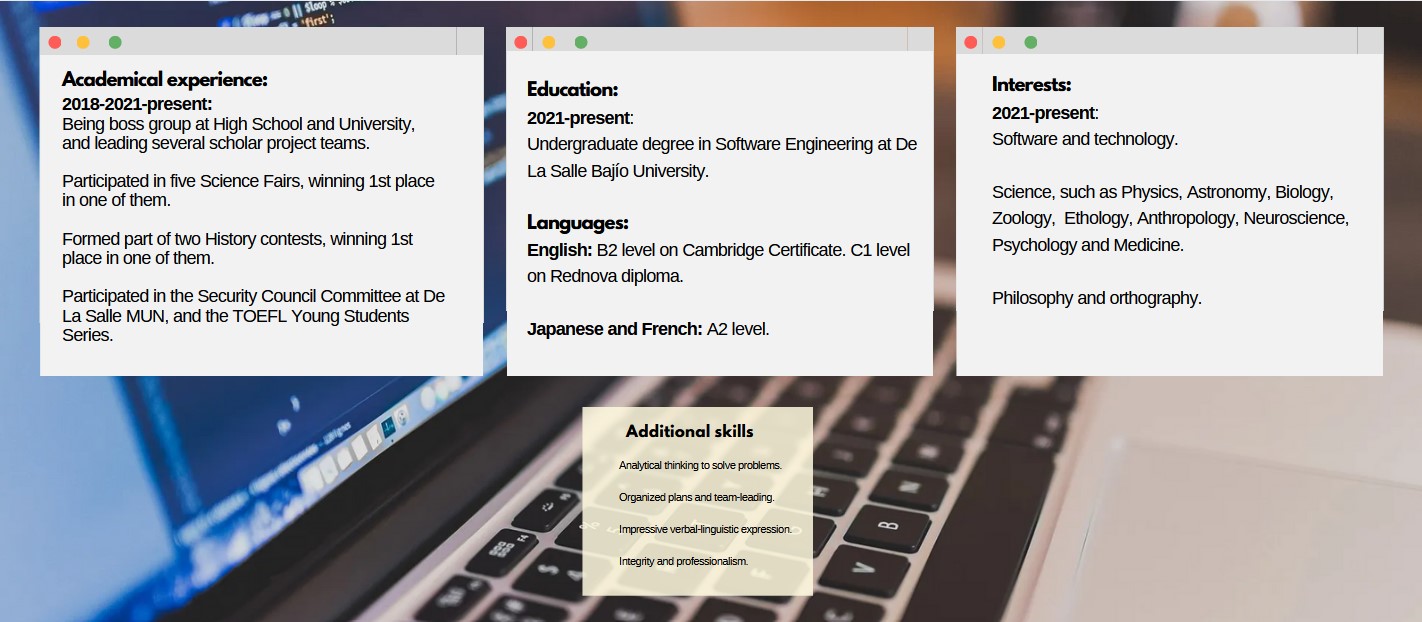 Academical experience:
2018-2021-present:
Being boss group at High School and University,
and leading several scholar project teams.
Participated in five Science Fairs, winning 1st place
in one of them.
Formed part of two History contests, winning 1st
place in one of them.
Participated in the Security Council Committee at De
La Salle MUN, and the TOEFL Young Students
Series.
Education:
2021-present:
Undergraduate degree in Software Engineering at De
La Salle Bajío University.
Languages:
English: B2 level on Cambridge Certificate. C1 level
on Rednova diploma.
Japanese and French: A2 level.
Interests:
2021-present:
Software and technology.
Science, such as Physics, Astronomy, Biology,
Zoology,  Ethology, Anthropology, Neuroscience,
Psychology and Medicine.
Philosophy and orthography.
Additional skills
Analytical thinking to solve problems.
Organized plans and team-leading.
Impressive verbal-linguistic expression.
Integrity and professionalism.
'first';
F4
H
N
B
V
F
C
$
4